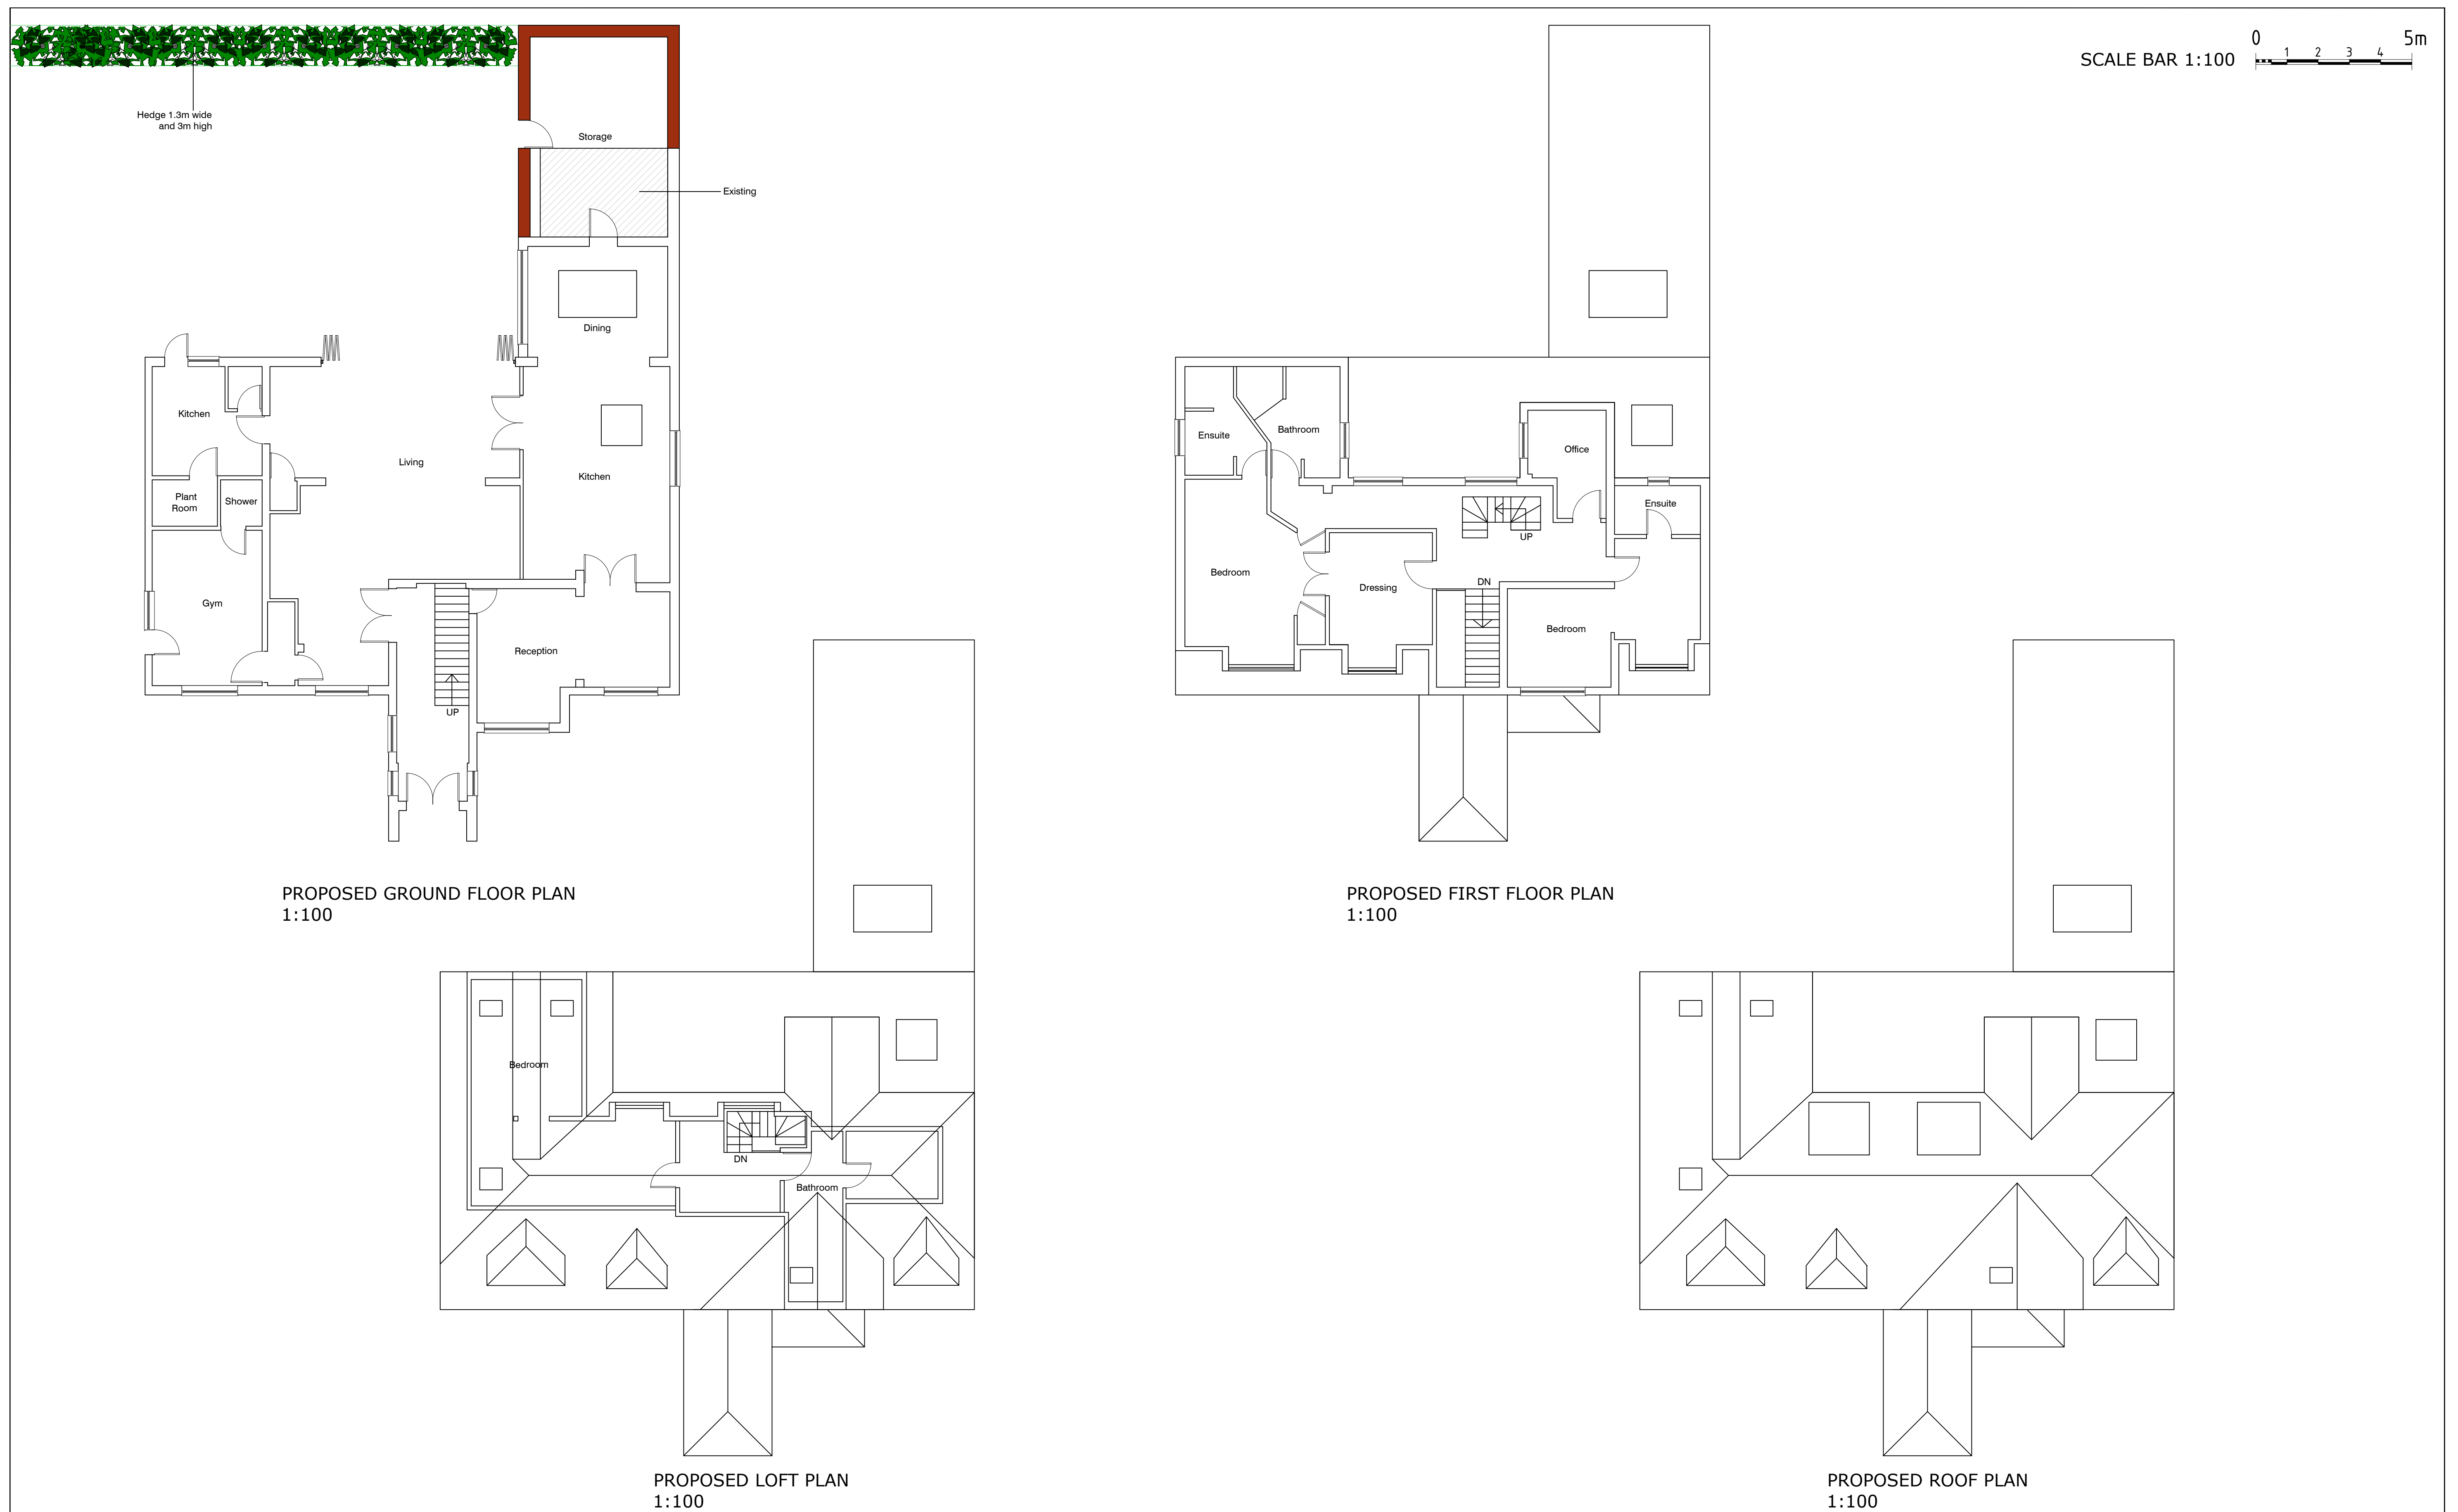 SCALE BAR 1:100
0 1 2 3 4 5m
Hedge 1.3m wide
and 3m high
Storage
Existing
Dining
Kitchen
Living
Kitchen
Plant
Room
Shower
Gym
Reception
UP
PROPOSED GROUND FLOOR PLAN
1:100
Ensuite
Bathroom
Office
Ensuite
UP
Bedroom
Dressing
DN
Bedroom
PROPOSED FIRST FLOOR PLAN
1:100
Bedroom
DN
Bathroom
PROPOSED LOFT PLAN
1:100
PROPOSED ROOF PLAN
1:100